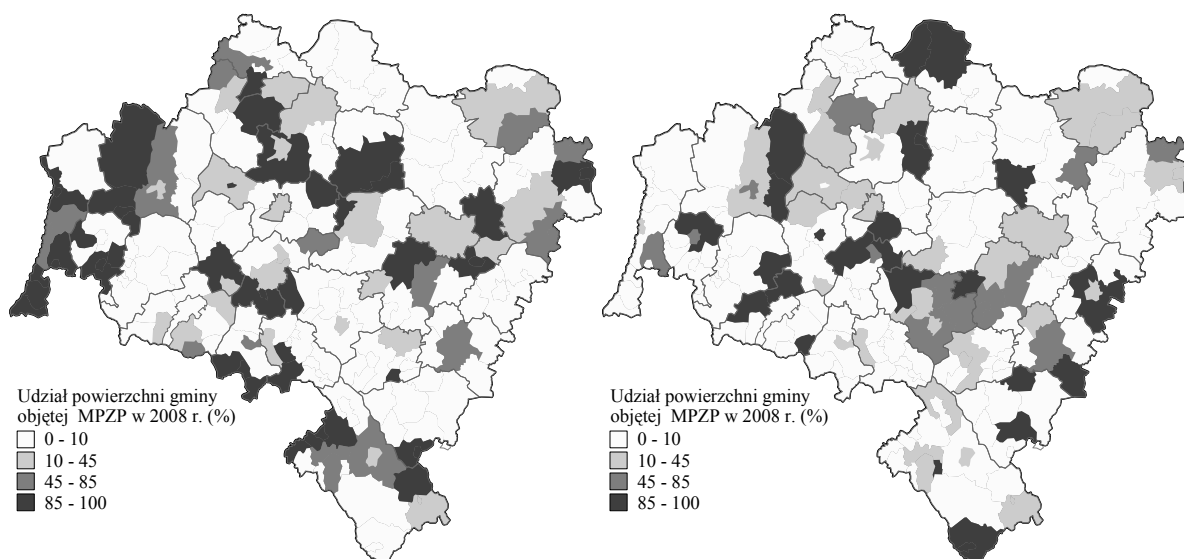 Udział powierzchni gminy
objętej MPZP w 2008 r. (%)
0 - 10
10 - 45
45 - 85
85 - 100
Udział powierzchni gminy
objętej MPZP w 2008 r. (%)
0 - 10
10 - 45
45 - 85
85 - 100